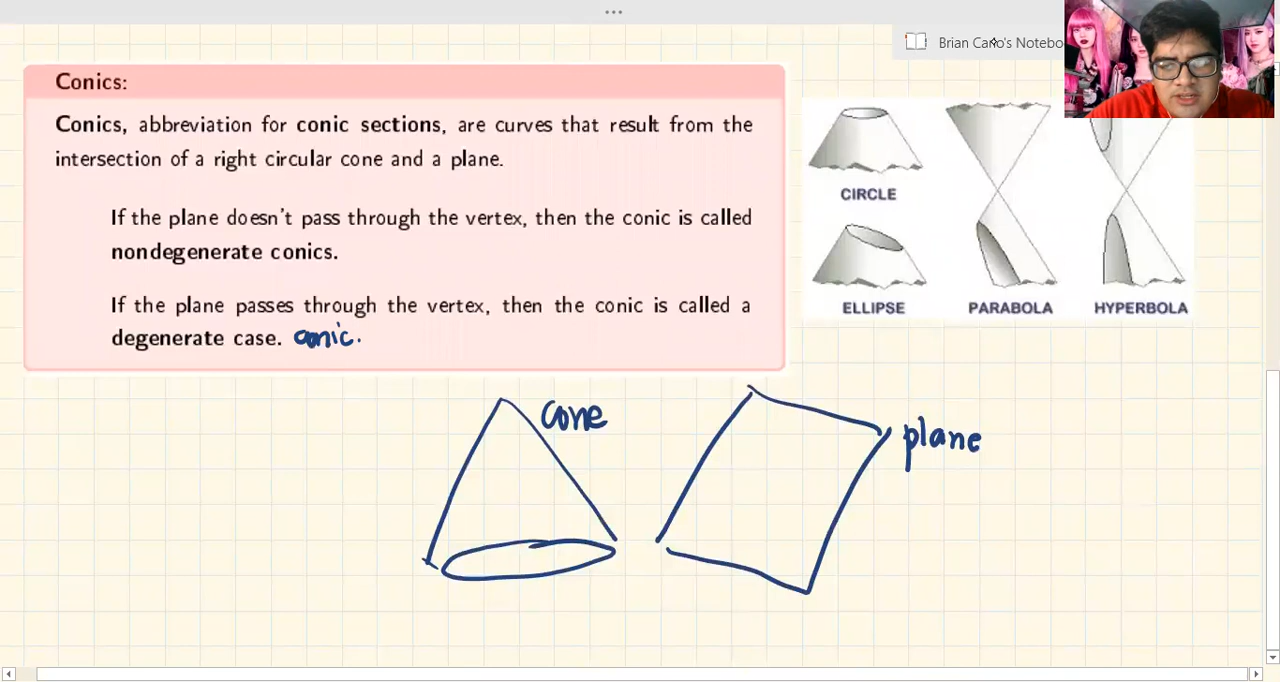 Brian Cano's Notebo
Conics:
Conics, abbreviation for conic sections, are curves that result from the
intersection of a right circular cone and a plane.
If the plane doesn't pass through the vertex, then the conic is called
nondegenerate conics.
If the plane passes through the vertex, then the conic is called a
degenerate case. conic.
CIRCLE
ELLIPSE
PARABOLA
HYPERBOLA
cone
plane